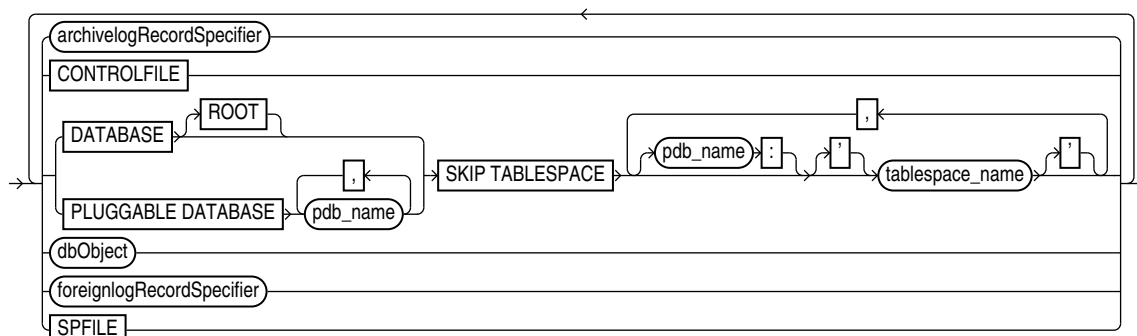 archivelogRecordSpecifier
CONTROLFILE
ROOT
DATABASE
,
PLUGGABLE DATABASE
pdb_name
SKIP TABLESPACE
,
pdb_name : ’ tablespace_name ’
dbObject
foreignlogRecordSpecifier
SPFILE